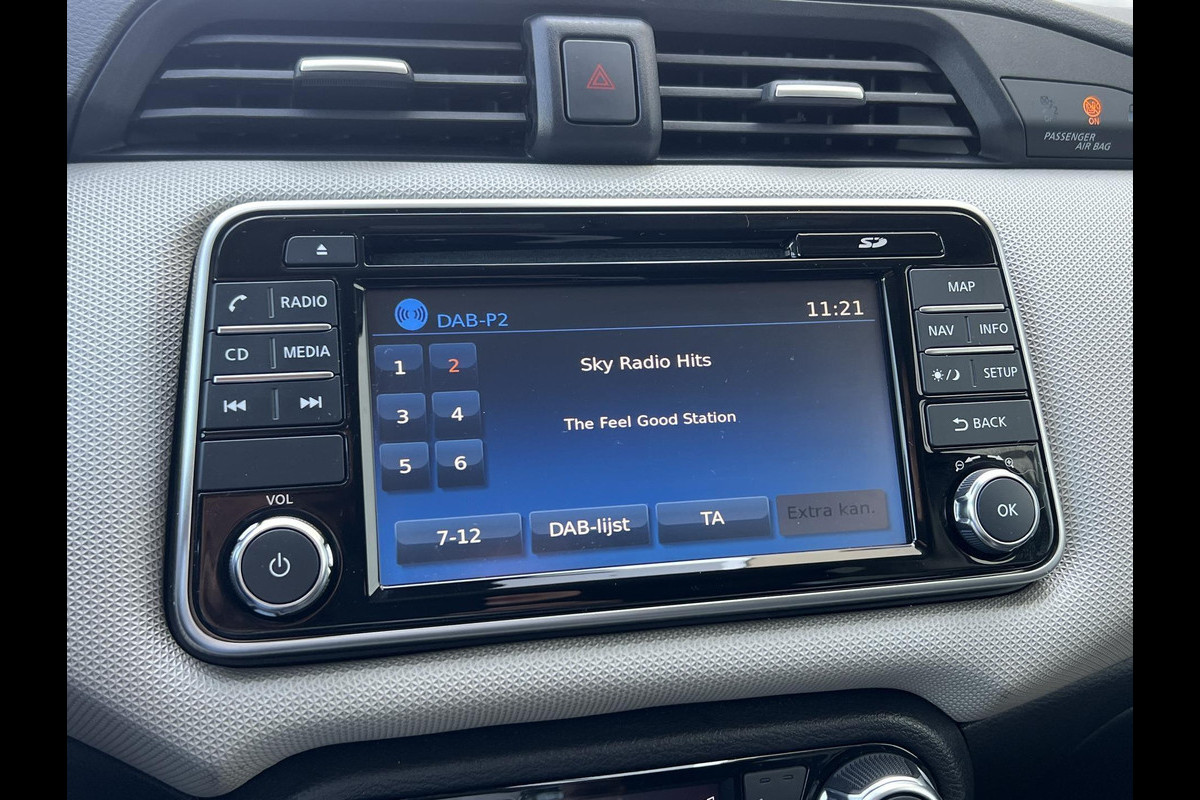 ON
PASSENGER
AIR BAG
SD
RADIO
CD MEDIA
VOL
DAB-P2
11:21
1 2
3 4
5 6
Sky Radio Hits
The Feel Good Station
7-12
DAB-lijst
TA
Extra kan.
MAP
NAV INFO
SETUP
BACK
OK